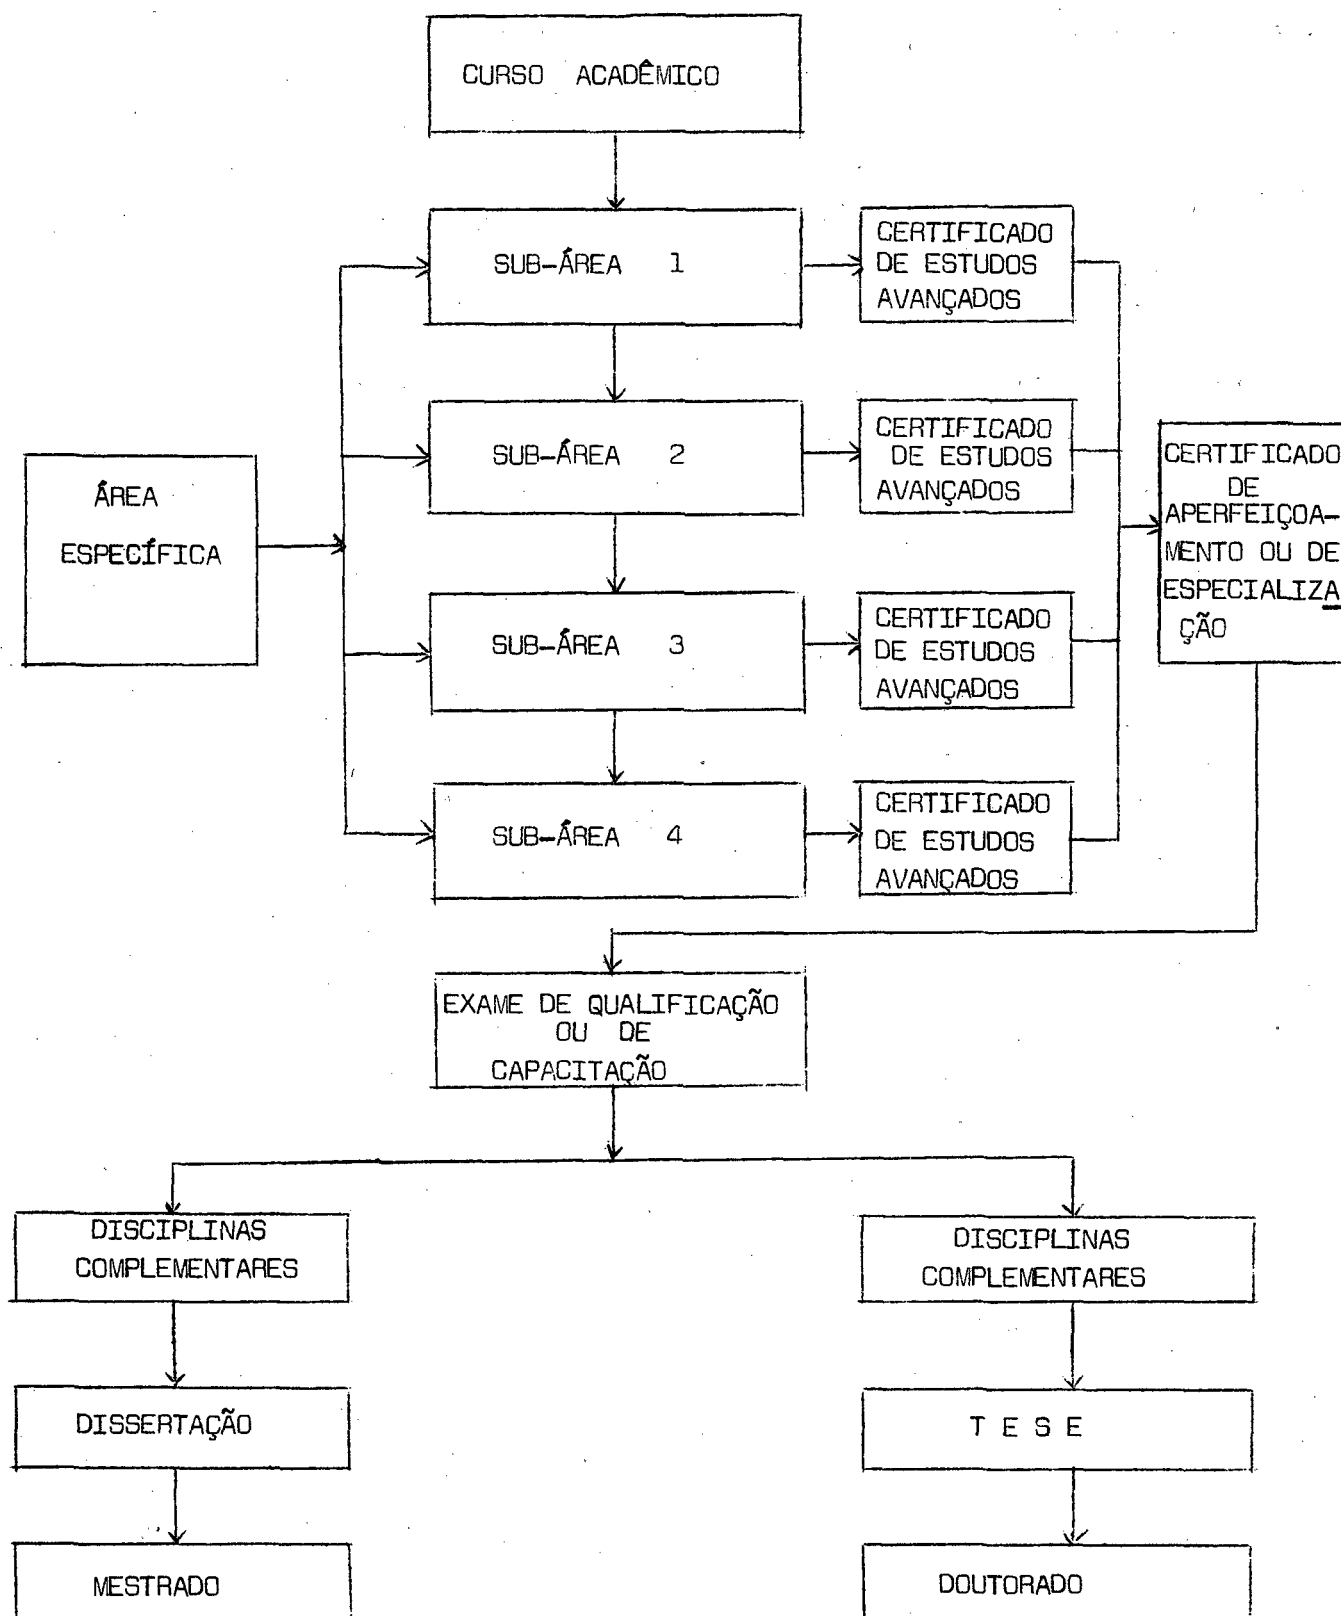 CURSO ACADÊMICO
SUB-ÁREA 1
CERTIFICADO
DE ESTUDOS
AVANÇADOS
SUB-ÁREA 2
CERTIFICADO
DE ESTUDOS
AVANÇADOS
ÁREA
ESPECÍFICA
CERTIFICADO
DE
APERFEIÇOA-
MENTO OU DE
ESPECIALIZA
ÇÃO
SUB-ÁREA 3
CERTIFICADO
DE ESTUDOS
AVANÇADOS
SUB-ÁREA 4
CERTIFICADO
DE ESTUDOS
AVANÇADOS
EXAME DE QUALIFICAÇÃO
OU DE
CAPACITAÇÃO
DISCIPLINAS
COMPLEMENTARES
DISCIPLINAS
COMPLEMENTARES
DISSERTAÇÃO
T E S E
MESTRADO
DOUTORADO